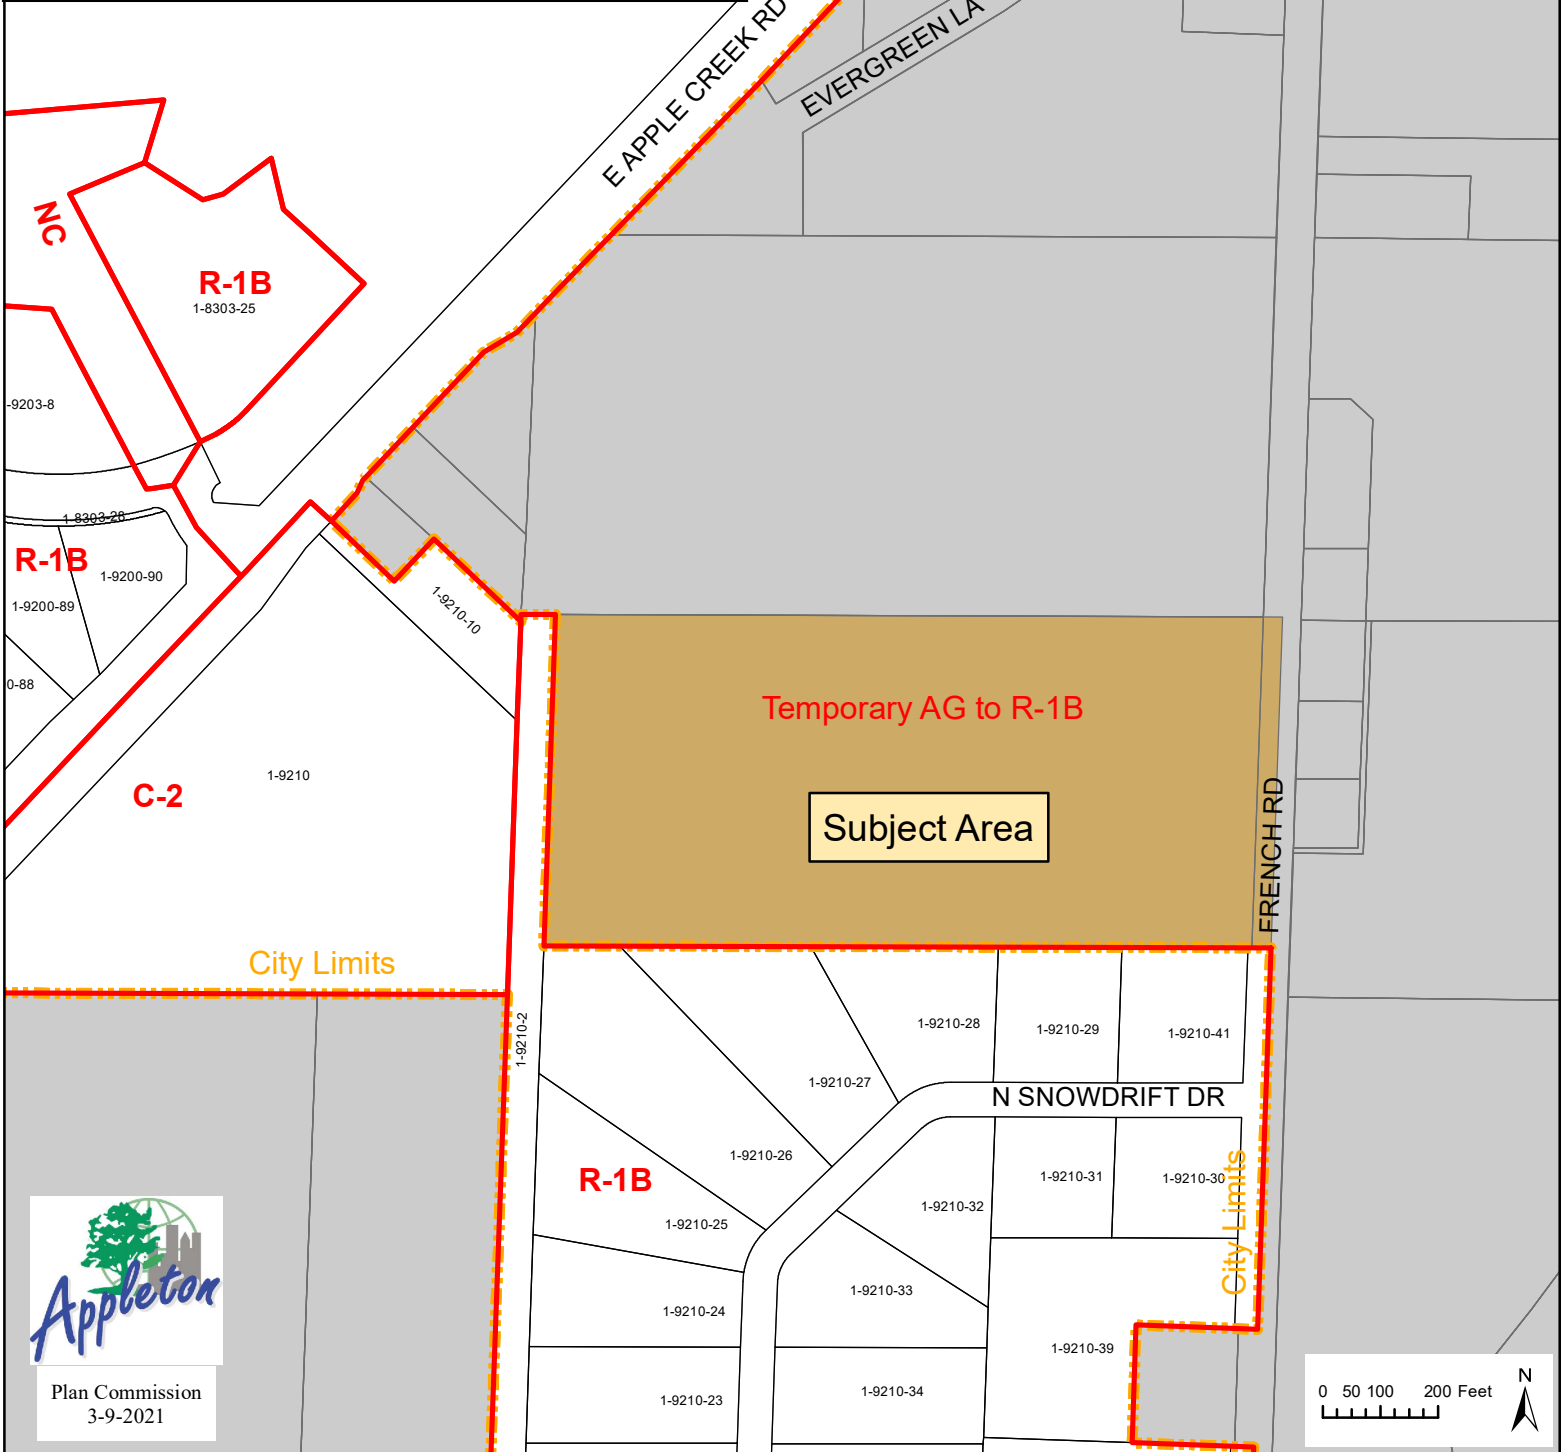 E APPLE CREEK RD
EVERGREEN LA
NC
R-1B
1-8303-25
-9203-8
1-8303-26
R-1B
1-9200-90
1-9200-89
0-88
1-9210-10
Temporary AG to R-1B
C-2
1-9210
Subject Area
FRENCH RD
City Limits
1-9210-2
1-9210-28
1-9210-29
1-9210-41
1-9210-27
N SNOWDRIFT DR
1-9210-26
R-1B
1-9210-31
1-9210-30
1-9210-25
1-9210-32
City Limits
1-9210-24
1-9210-33
1-9210-39
1-9210-23
1-9210-34
Appleton
Plan Commission
3-9-2021
0 50 100 200 Feet
N